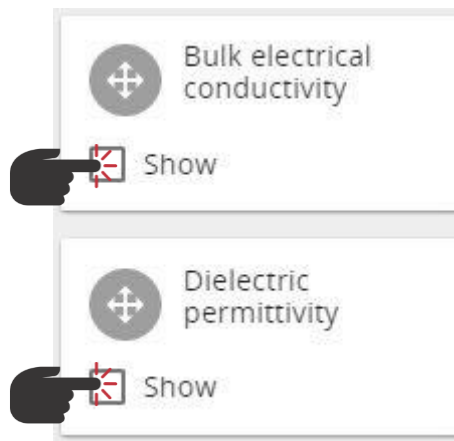 Bulk electrical
conductivity
Show
Dielectric
permittivity
Show